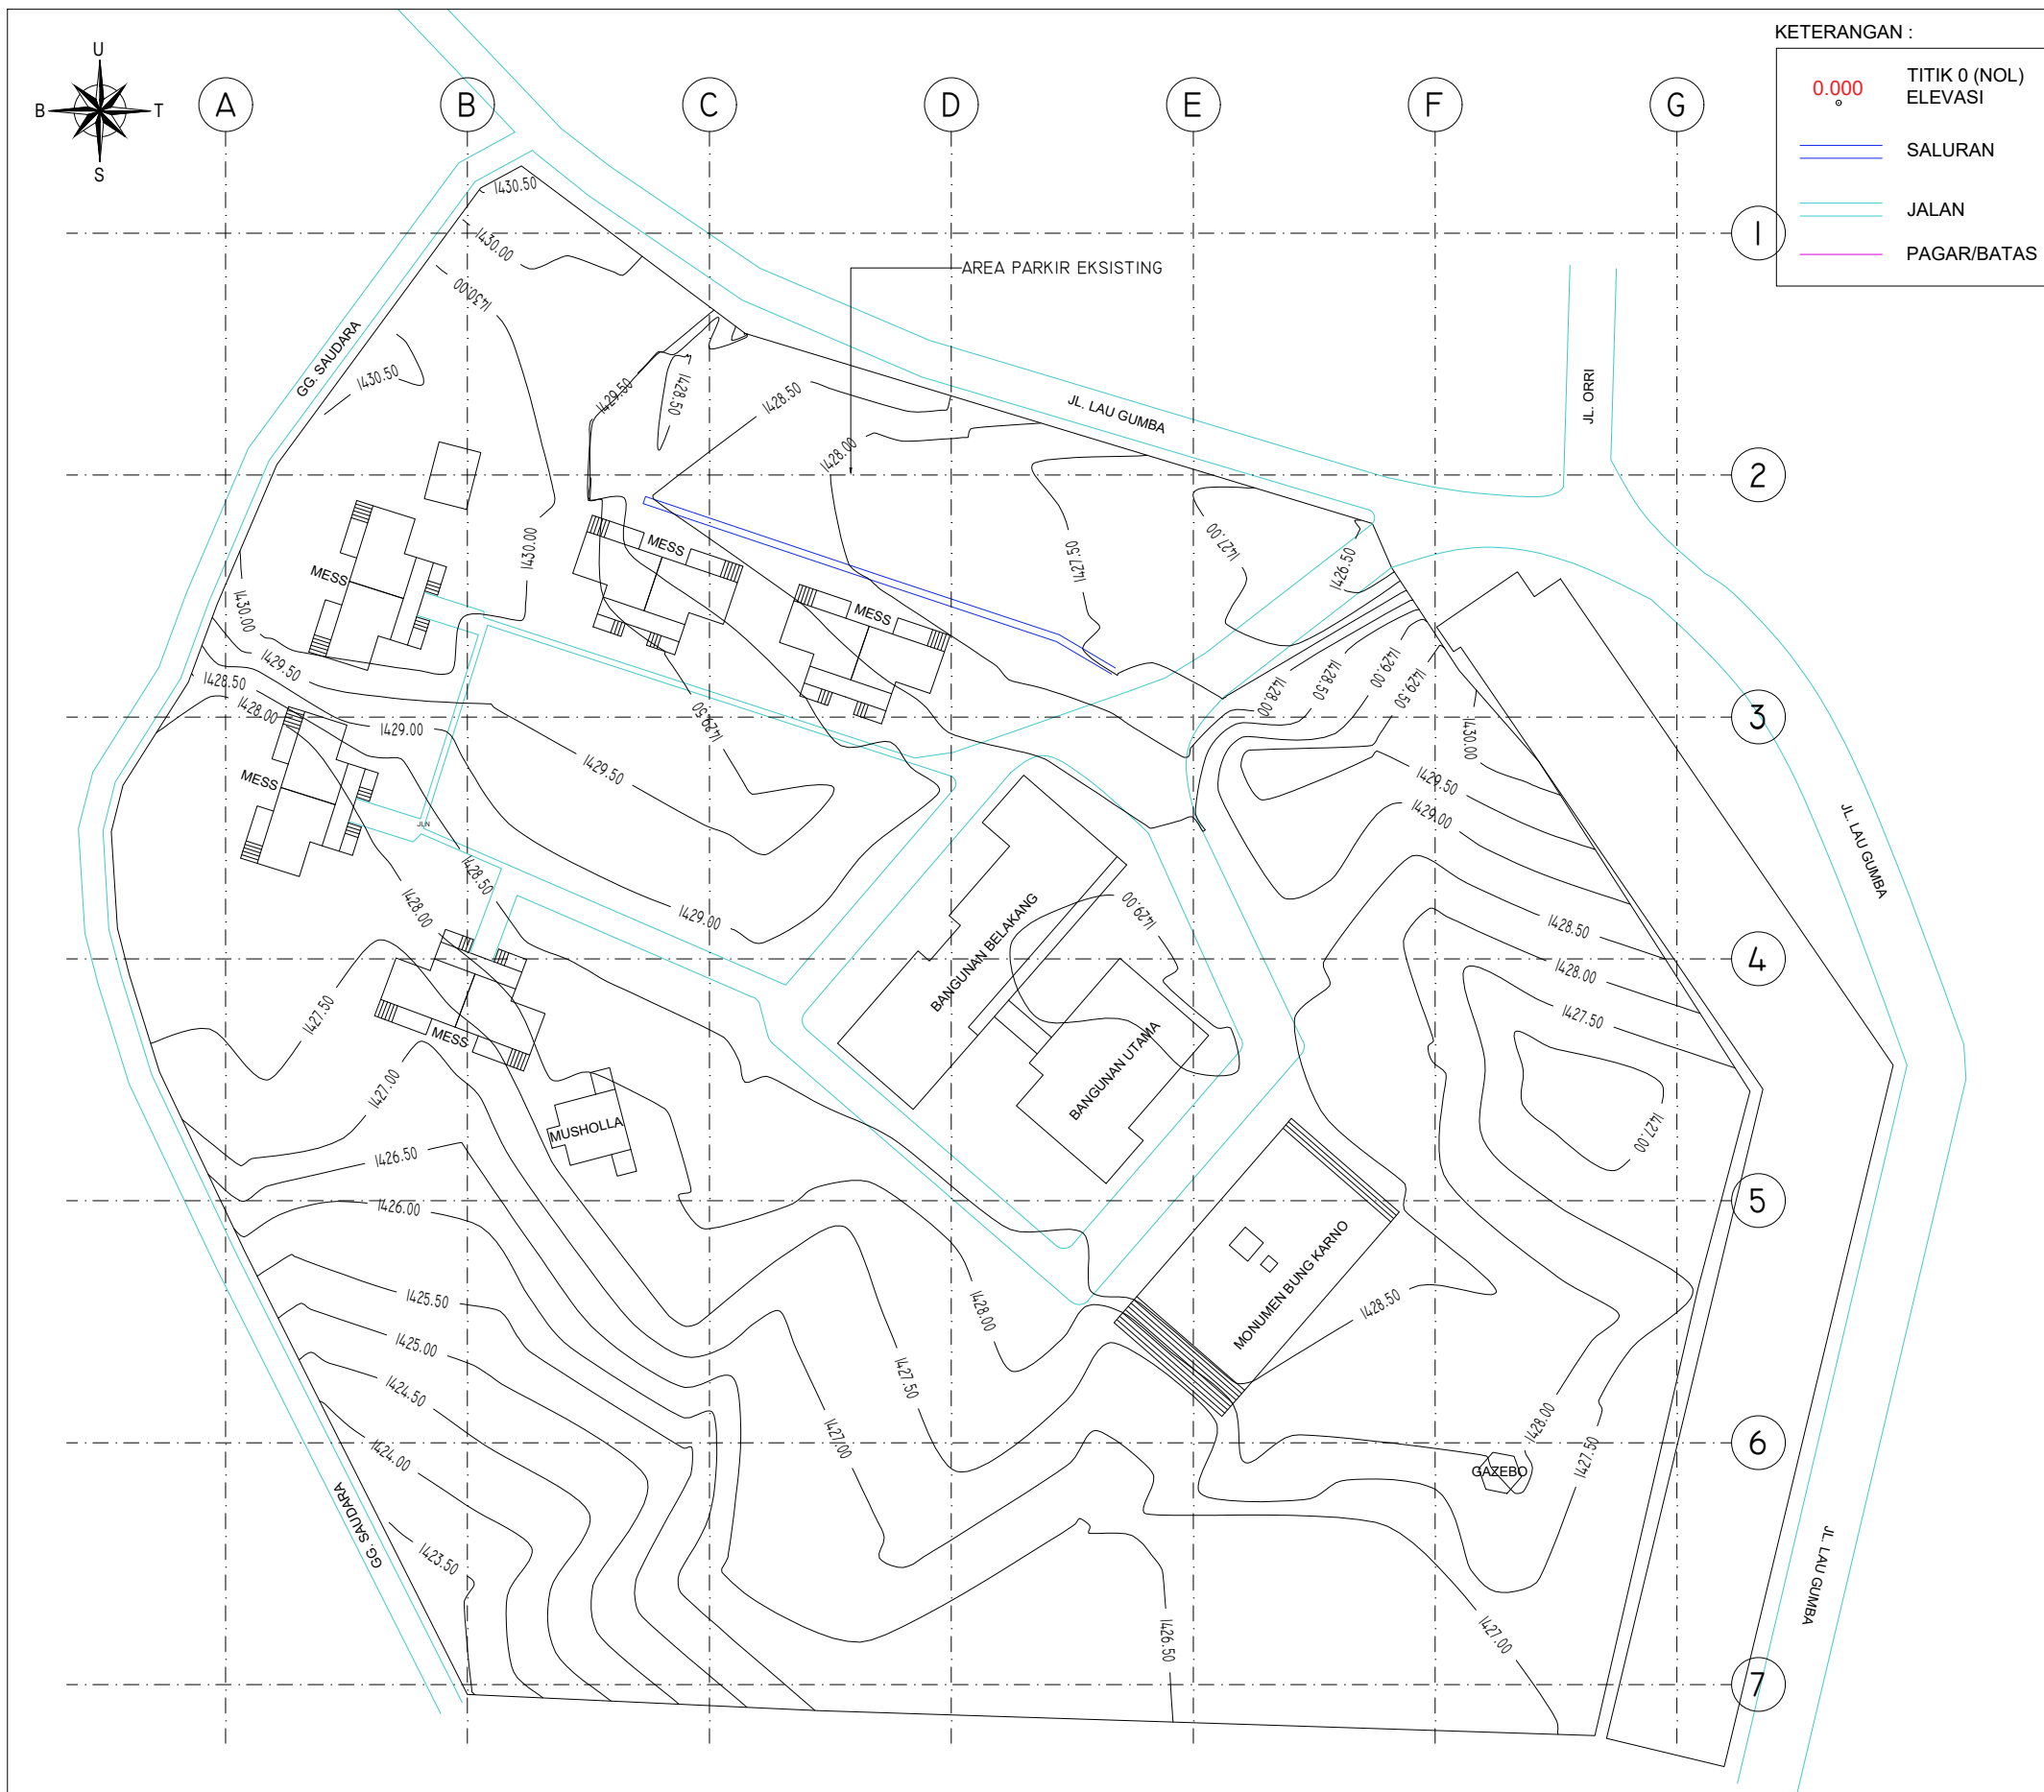 KETERANGAN :
0.000
TITIK 0 (NOL)
ELEVASI
SALURAN
JALAN
PAGAR/BATAS
U
B
T
S
A
B
C
D
E
F
G
1
2
3
4
5
6
7
1430.50
1430.00
1430.00
1430.50
GG. SAUDARA
AREA PARKIR EKSISTING
JL. LAU GUMBA
JL. ORRI
1429.50
1428.50
1428.50
1428.00
1427.50
1427.00
1426.50
1430.00
1430.00
MESS
MESS
MESS
1429.50
1428.50
1428.00
1429.00
1429.50
1429.50
1428.00
1428.50
1429.00
1429.50
1430.00
1429.50
1429.00
MESS
JLN
1428.50
1428.00
1429.00
1429.00
BANGUNAN BELAKANG
JL. LAU GUMBA
1428.50
1428.00
1427.50
1427.00
1427.50
MESS
1427.00
MUSHOLLA
BANGUNAN UTAMA
1426.50
1426.00
1425.50
1425.00
1424.50
1424.00
1423.50
GG. SAUDARA
MONUMEN BUNG KARNO
1428.50
1428.00
1427.50
1427.00
1428.00
1427.50
GAZEBO
1426.50
1427.00
JL. LAU GUMBA